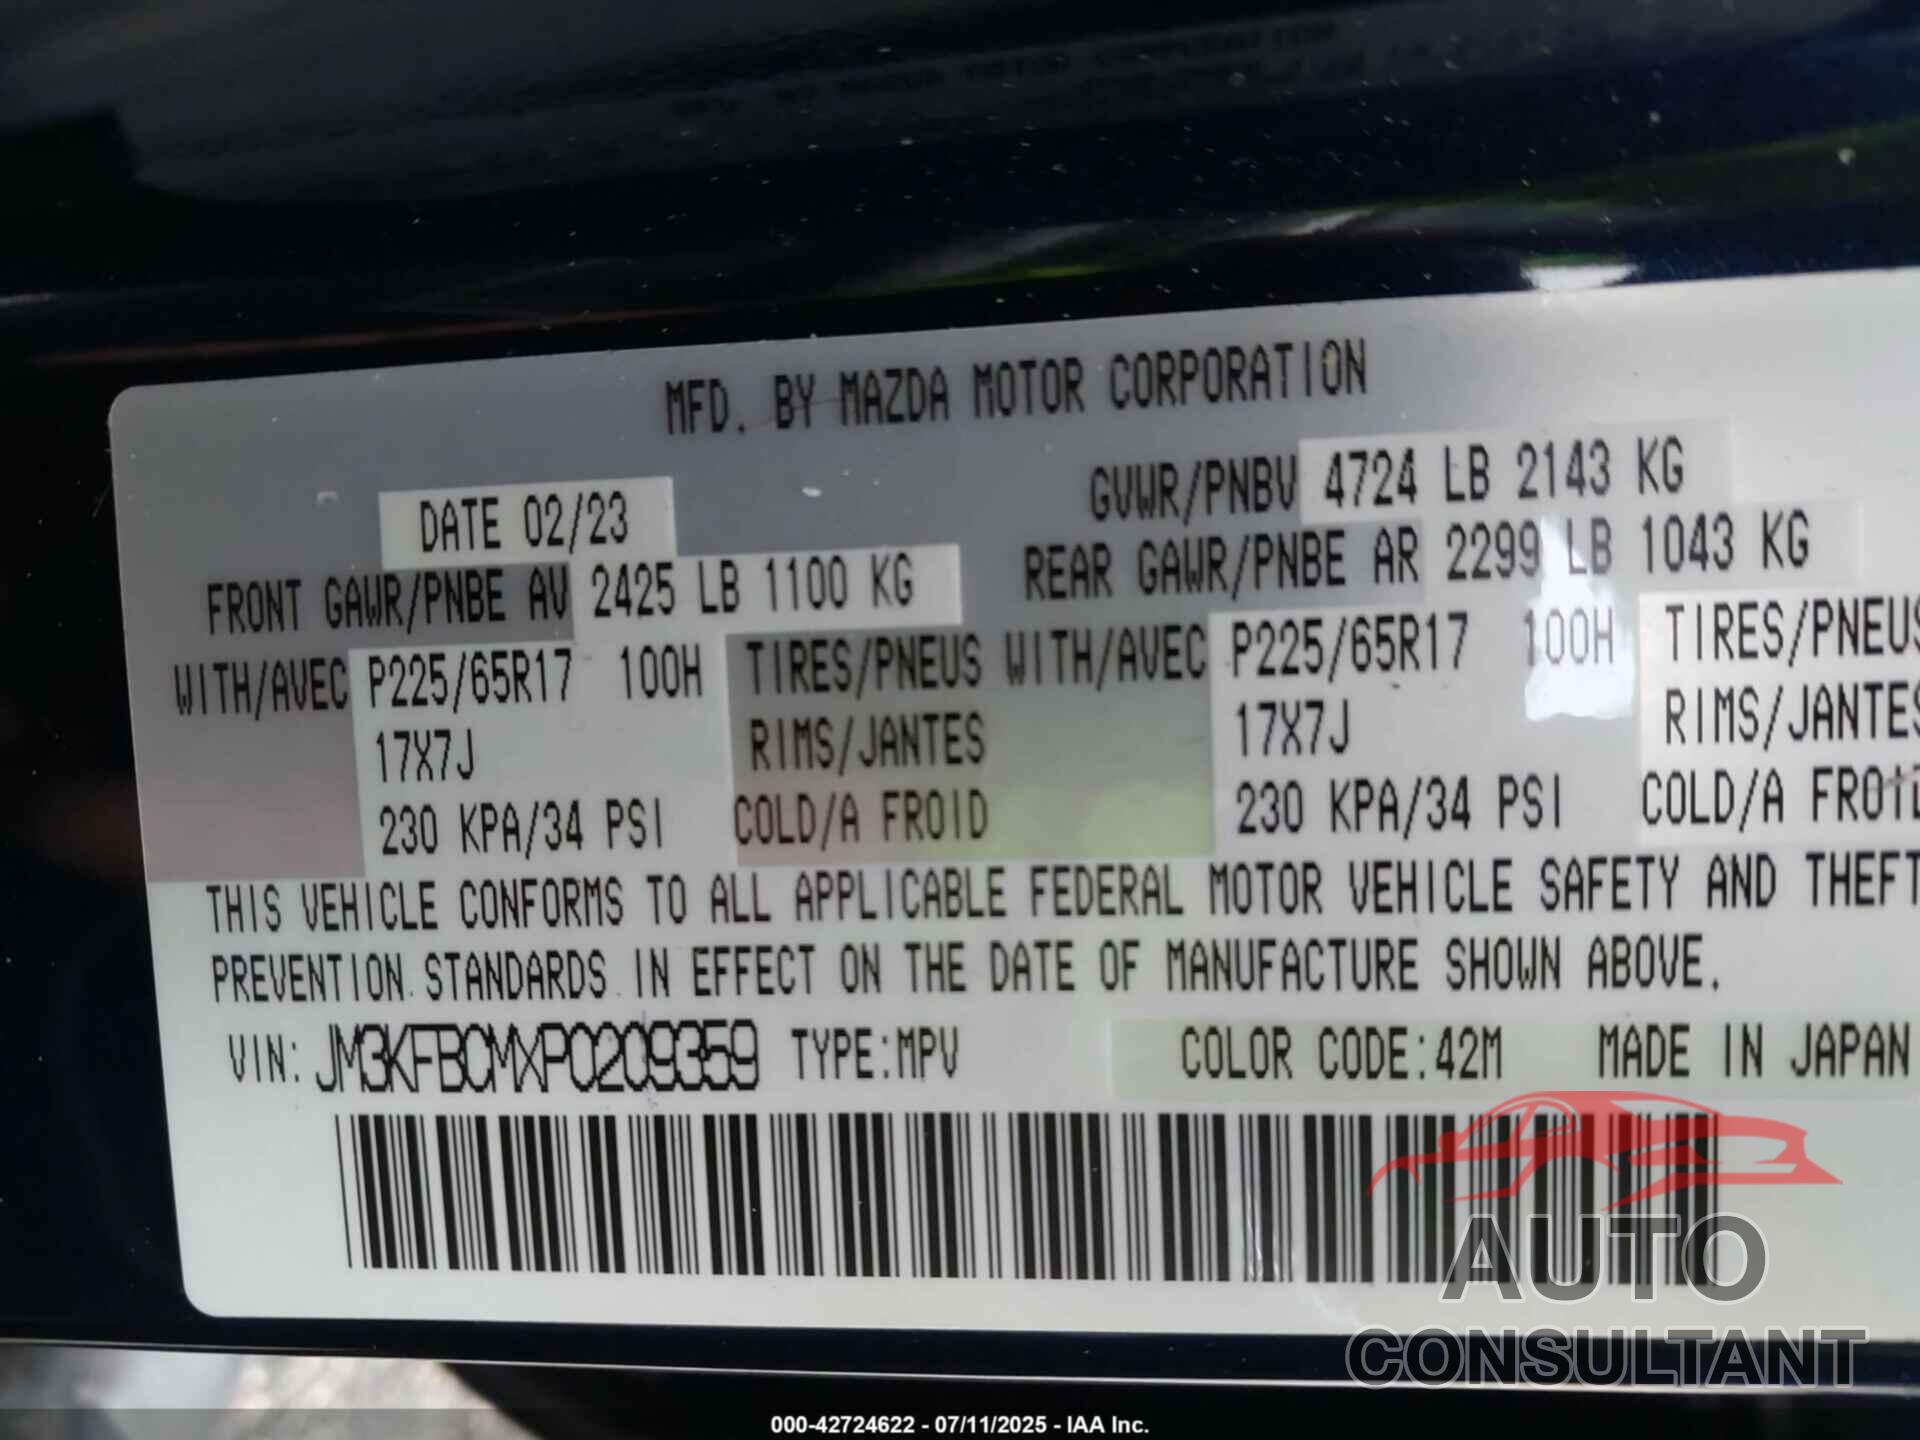 MFD. BY MAZDA MOTOR CORPORATION
DATE 02/23 GVWR/PNBV 4724 LB 2143 KG
FRONT GAWR/PNBE AV 2425 LB 1100 KG REAR GAWR/PNBE AR 2299 LB 1043 KG
WITH/AVEC P225/65R17 100H TIRES/PNEUS WITH/AVEC P225/65R17 100H TIRES/PNEUS
17X7J RIMS/JANTES 17X7J RIMS/JANTES
230 KPA/34 PSI COLD/A FROID 230 KPA/34 PSI COLD/A FROID
THIS VEHICLE CONFORMS TO ALL APPLICABLE FEDERAL MOTOR VEHICLE SAFETY AND THEFT
PREVENTION STANDARDS IN EFFECT ON THE DATE OF MANUFACTURE SHOWN ABOVE.
VIN: JM3KFBCMXP0209359 TYPE:MPV COLOR CODE:42M MADE IN JAPAN
AUTO
CONSULTANT
000-42724622 - 07/11/2025 - IAA Inc.